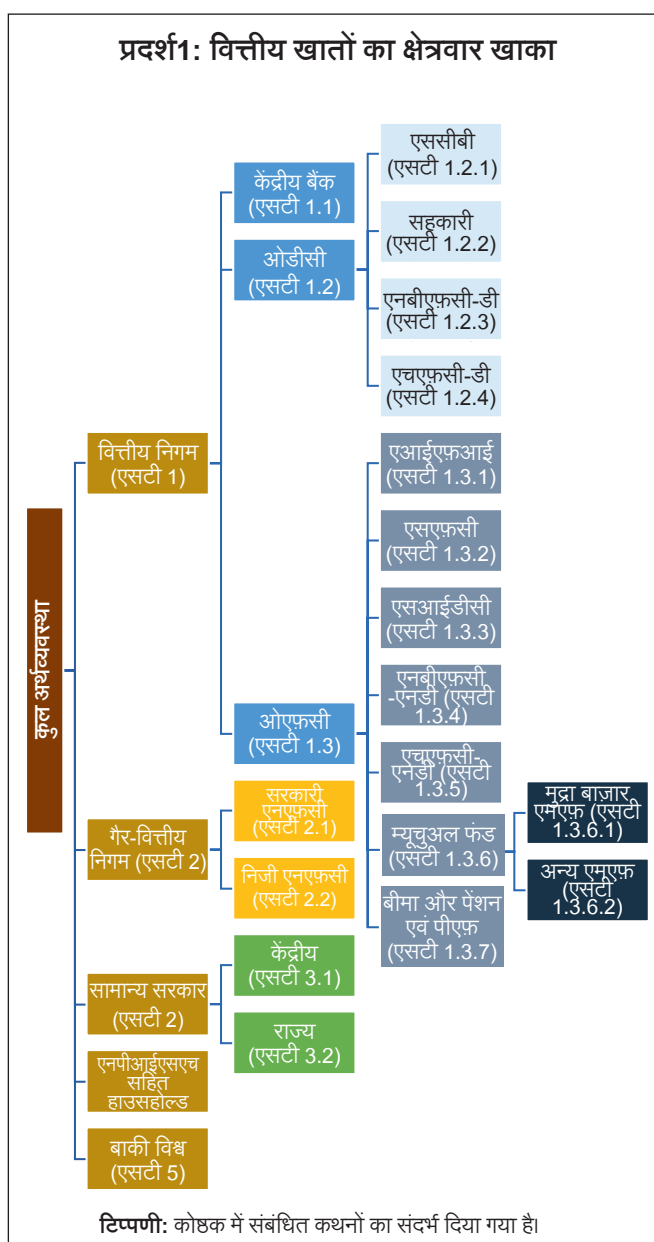 प्रदर्श1: वित्तीय खातों का क्षेत्रवार खाका
कुल अर्थव्यवस्था
वित्तीय निगम
(एसटी 1)
केंद्रीय बैंक
(एसटी 1.1)
ओडीसी
(एसटी 1.2)
एससीबी
(एसटी 1.2.1)
सहकारी
(एसटी 1.2.2)
एनबीएफ़सी-डी
(एसटी 1.2.3)
एचएफ़सी-डी
(एसटी 1.2.4)
ओएफ़सी
(एसटी 1.3)
एआईएफ़आई
(एसटी 1.3.1)
एसएफ़सी
(एसटी 1.3.2)
एसआईडीसी
(एसटी 1.3.3)
एनबीएफ़सी
-एनडी (एसटी
1.3.4)
एचएफ़सी-
एनडी (एसटी
1.3.5)
म्यूचुअल फंड
(एसटी 1.3.6)
मुद्रा बाज़ार
एमएफ़ (एसटी
1.3.6.1)
अन्य एमएफ़
(एसटी
1.3.6.2)
बीमा और पेंशन
एवं पीएफ़
(एसटी 1.3.7)
गैर-वित्तीय
निगम (एसटी 2)
सरकारी
एनएफ़सी
(एसटी 2.1)
निजी एनएफ़सी
(एसटी 2.2)
सामान्य सरकार
(एसटी 2)
केंद्रीय
(एसटी 3.1)
राज्य
(एसटी 3.2)
एनपीआईएसएच
सहित
हाउसहोल्ड
बाकी विश्व
(एसटी 5)
टिप्पणी: कोष्ठक में संबंधित कथनों का संदर्भ दिया गया है।